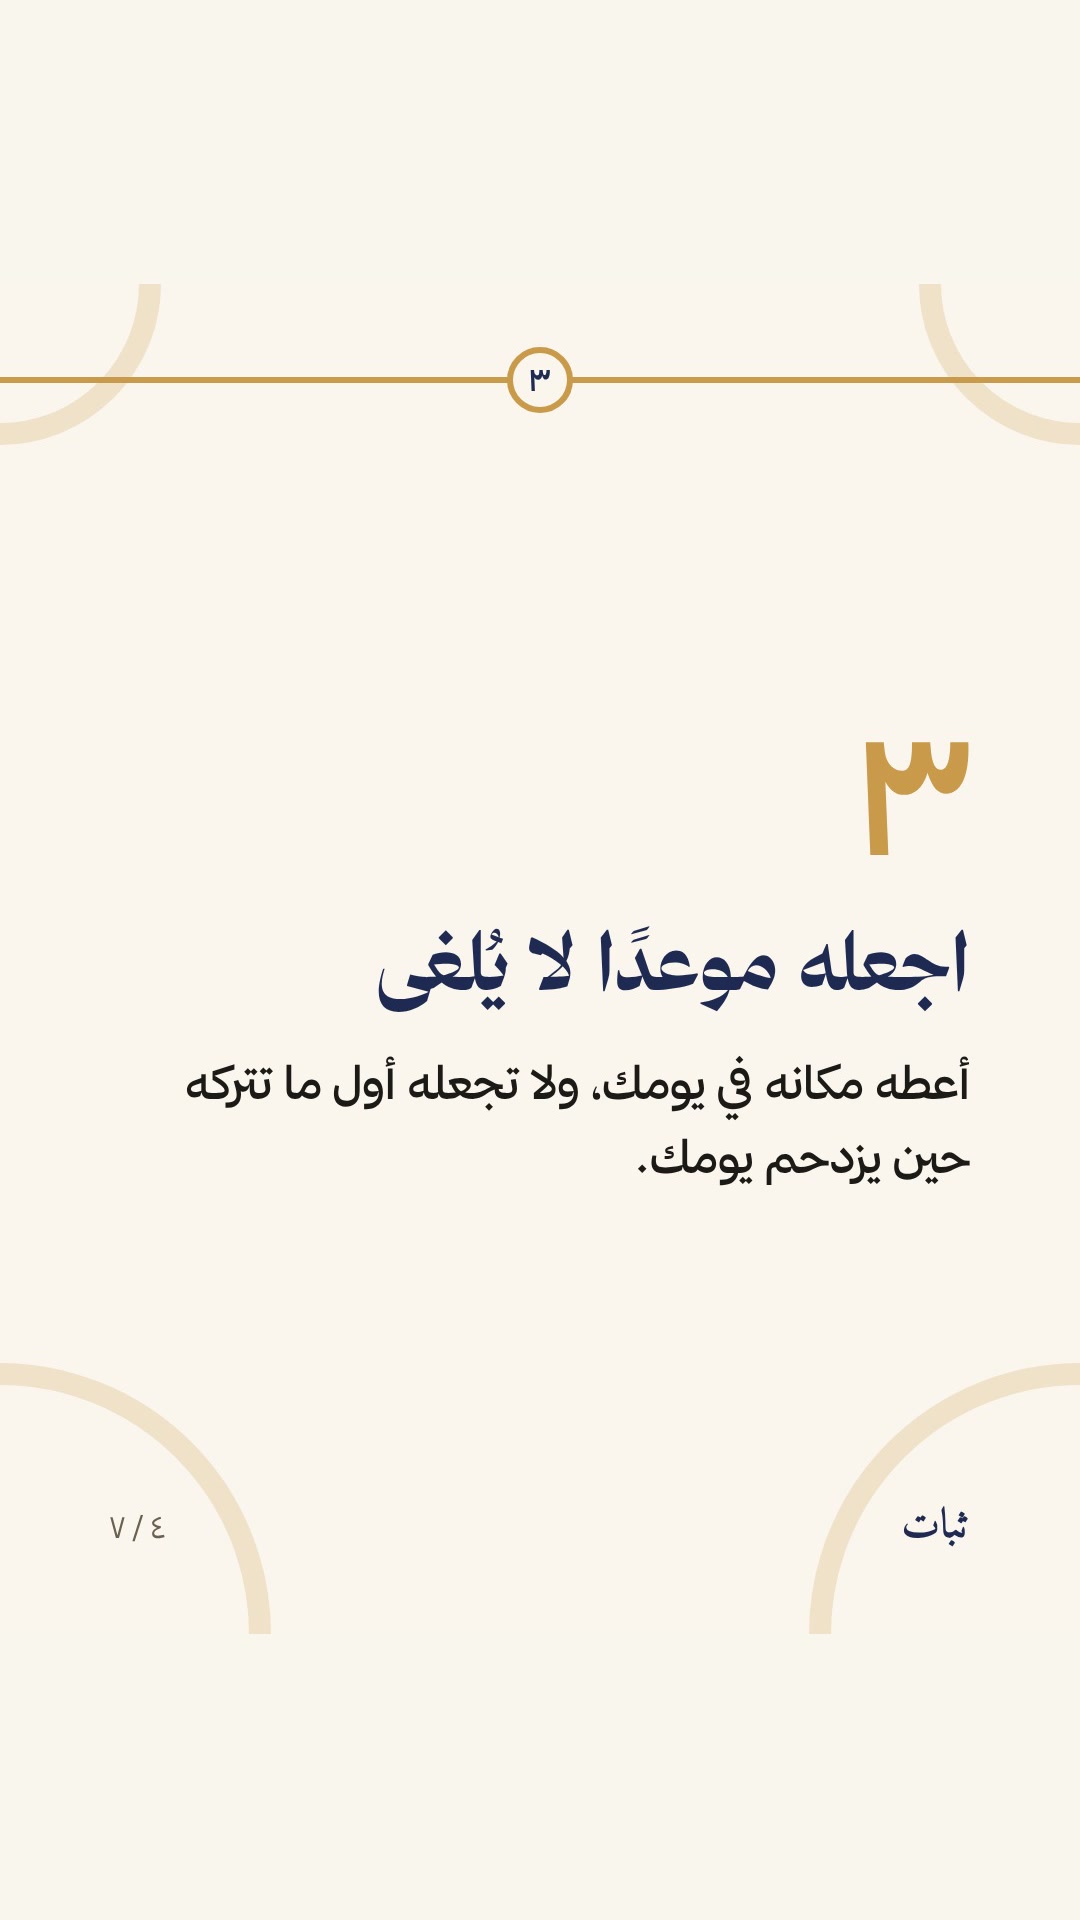 ٣
٣
اجعله موعدًا لا يُلغى
أعطه مكانه في يومك، ولا تجعله أول ما تتركه
حين يزدحم يومك.
ثبات
٤ / ٧